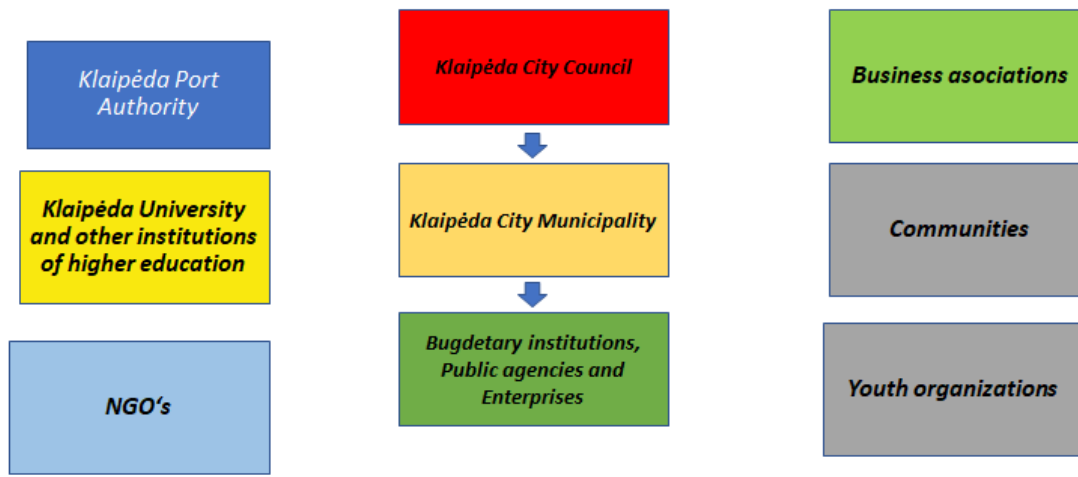 Klaipėda Port
Authority
Klaipėda University
and other institutions
of higher education
NGO‘s
Klaipėda City Council
Klaipėda City Municipality
Bugdetary institutions,
Public agencies and
Enterprises
Business asociations
Communities
Youth organizations